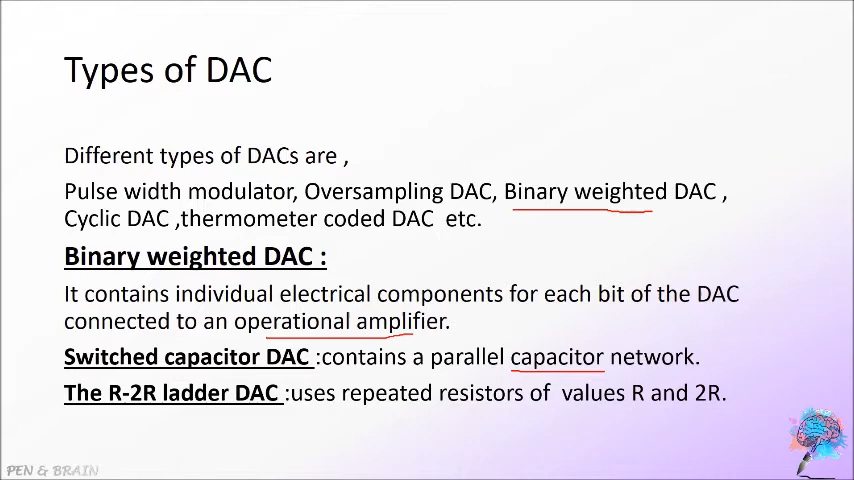 Types of DAC
Different types of DACs are ,
Pulse width modulator, Oversampling DAC, Binary weighted DAC ,
Cyclic DAC ,thermometer coded DAC  etc.
Binary weighted DAC :
It contains individual electrical components for each bit of the DAC
connected to an operational amplifier.
Switched capacitor DAC :contains a parallel capacitor network.
The R-2R ladder DAC :uses repeated resistors of  values R and 2R.
PEN & BRAIN